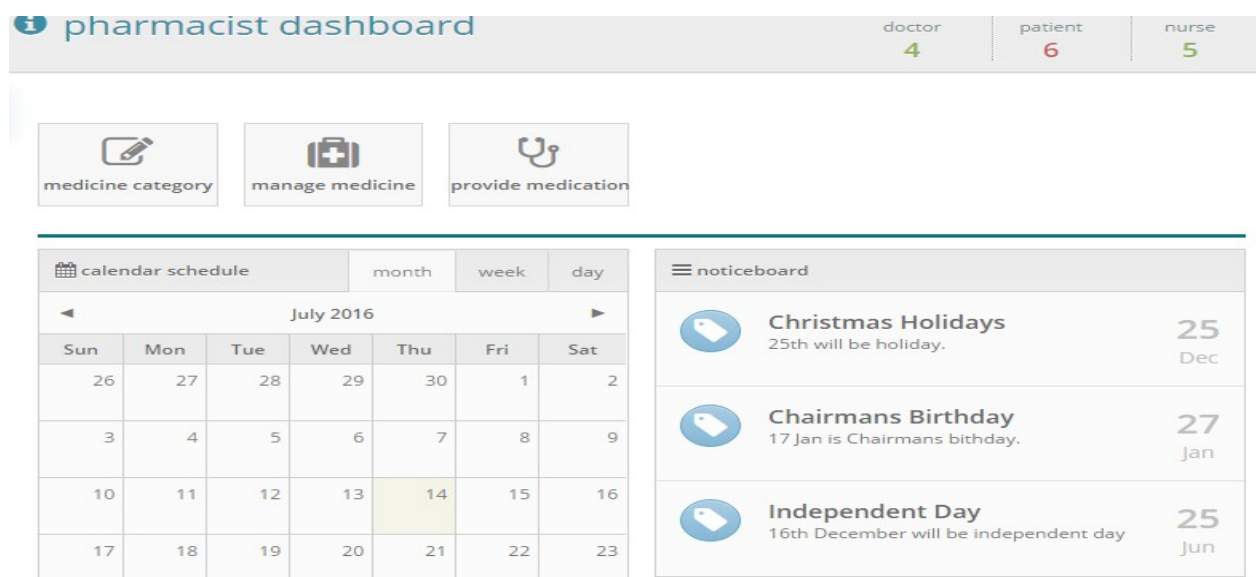 pharmacist dashboard
doctor patient nurse
4 6 5
medicine category manage medicine provide medication
calendar schedule month week day
July 2016
Sun Mon Tue Wed Thu Fri Sat
26 27 28 29 30 1 2
3 4 5 6 7 8 9
10 11 12 13 14 15 16
17 18 19 20 21 22 23
noticeboard
Christmas Holidays
25th will be holiday.
25
Dec
Chairmans Birthday
17 Jan is Chairmans bithday.
27
Jan
Independent Day
16th December will be independent day
25
Jun